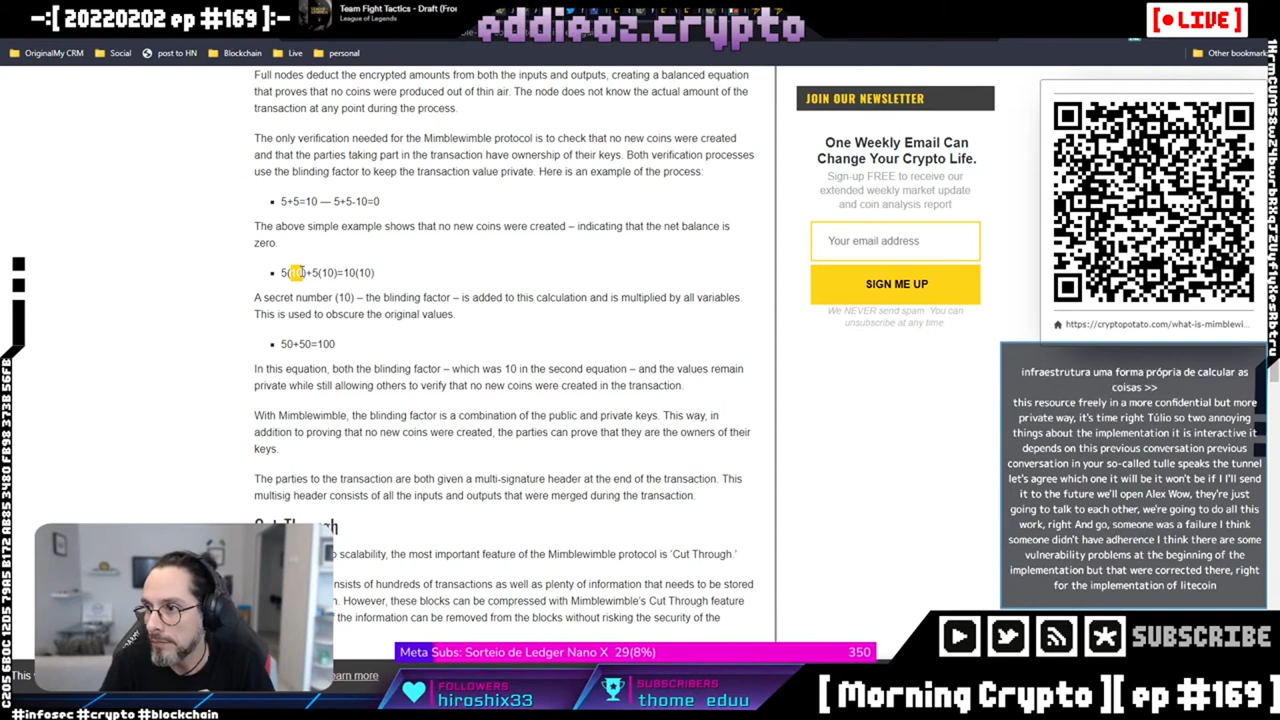 -:[ 20220202 ep #169 ]:-
Team Fight Tactics - Draft (Fro
League of Legends
eddieoz.crypto
[•LIVE]
OriginalMy CRM
Social
post to HN
Blockchain
Live
personal
Other bookmark
Full nodes deduct the encrypted amounts from both the inputs and outputs, creating a balanced equation
that proves that no coins were produced out of thin air. The node does not know the actual amount of the
transaction at any point during the process.
The only verification needed for the Mimblewimble protocol is to check that no new coins were created
and that the parties taking part in the transaction have ownership of their keys. Both verification processes
use the blinding factor to keep the transaction value private. Here is an example of the process:
5+5=10 — 5+5-10=0
The above simple example shows that no new coins were created – indicating that the net balance is
zero.
5(10)+5(10)=10(10)
A secret number (10) – the blinding factor – is added to this calculation and is multiplied by all variables.
This is used to obscure the original values.
50+50=100
In this equation, both the blinding factor – which was 10 in the second equation – and the values remain
private while still allowing others to verify that no new coins were created in the transaction.
With Mimblewimble, the blinding factor is a combination of the public and private keys. This way, in
addition to proving that no new coins were created, the parties can prove that they are the owners of their
keys.
The parties to the transaction are both given a multi-signature header at the end of the transaction. This
multisig header consists of all the inputs and outputs that were merged during the transaction.
Cut Through
scalability, the most important feature of the Mimblewimble protocol is ‘Cut Through.’
nsists of hundreds of transactions as well as plenty of information that needs to be stored
However, these blocks can be compressed with Mimblewimble's Cut Through feature
the information can be removed from the blocks without risking the security of the
This
earn more
JOIN OUR NEWSLETTER
One Weekly Email Can
Change Your Crypto Life.
Sign-up FREE to receive our
extended weekly market update
and coin analysis report
Your email address
SIGN ME UP
We NEVER send spam. You can
unsubscribe at any time
https://cryptopotato.com/what-is-mimblewi...
infraestrutura uma forma própria de calcular as
coisas >>
this resource freely in a more confidential but more
private way, it's time right Túlio so two annoying
things about the implementation it is interactive it
depends on this previous conversation previous
conversation in your so-called tulle speaks the tunnel
let's agree which one it will be it won't be if I I'll send
it to the future we'll open Alex Wow, they're just
going to talk to each other, we're going to do all this
work, right And go, someone was a failure I think
someone didn't have adherence I think there are some
vulnerability problems at the beginning of the
implementation but that were corrected there, right
for the implementation of litecoin
Meta Subs: Sorteio de Ledger Nano X 29(8%) 350
FOLLOWERS
hiroshix33
SUBSCRIBERS
thome_eduu
SUBSCRIBE
[ Morning Crypto ][ ep #169 ]
#infosec #crypto #blockchain